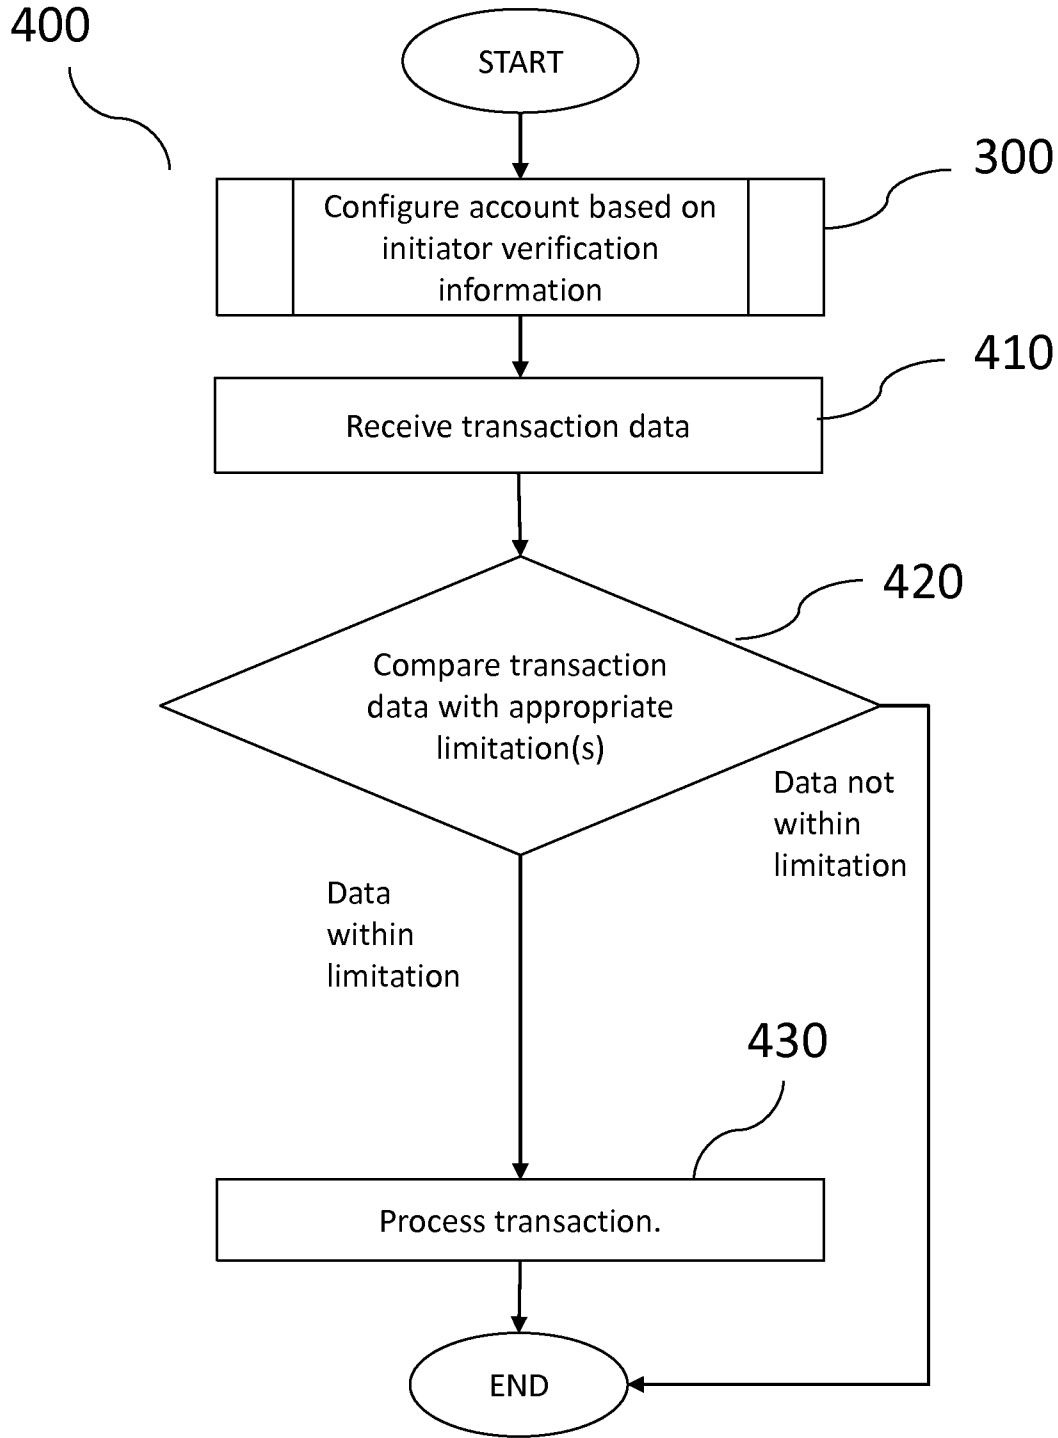 400
START
300
Configure account based on
initiator verification
information
410
Receive transaction data
420
Compare transaction
data with appropriate
limitation(s)
Data not
within
limitation
Data
within
limitation
430
Process transaction.
END